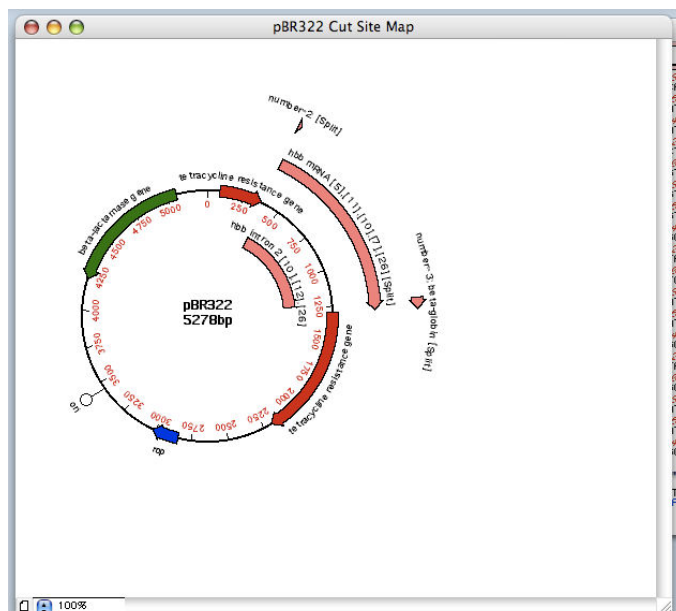 pBR322 Cut Site Map
number-2 [Split]
hbb mRNA [5],[11],[10],[7],[26] [Split]
number-3: beta-globin [Split]
tetracycline resistance gene
beta-lactamase gene
hbb intron 2 [10],[12],[26]
0
250
500
750
1000
1250
1500
1750
2000
2250
2500
2750
3000
3250
3500
3750
4000
4250
4500
4750
5000
pBR322
5278bp
tetracycline resistance gene
ori
rop
100%